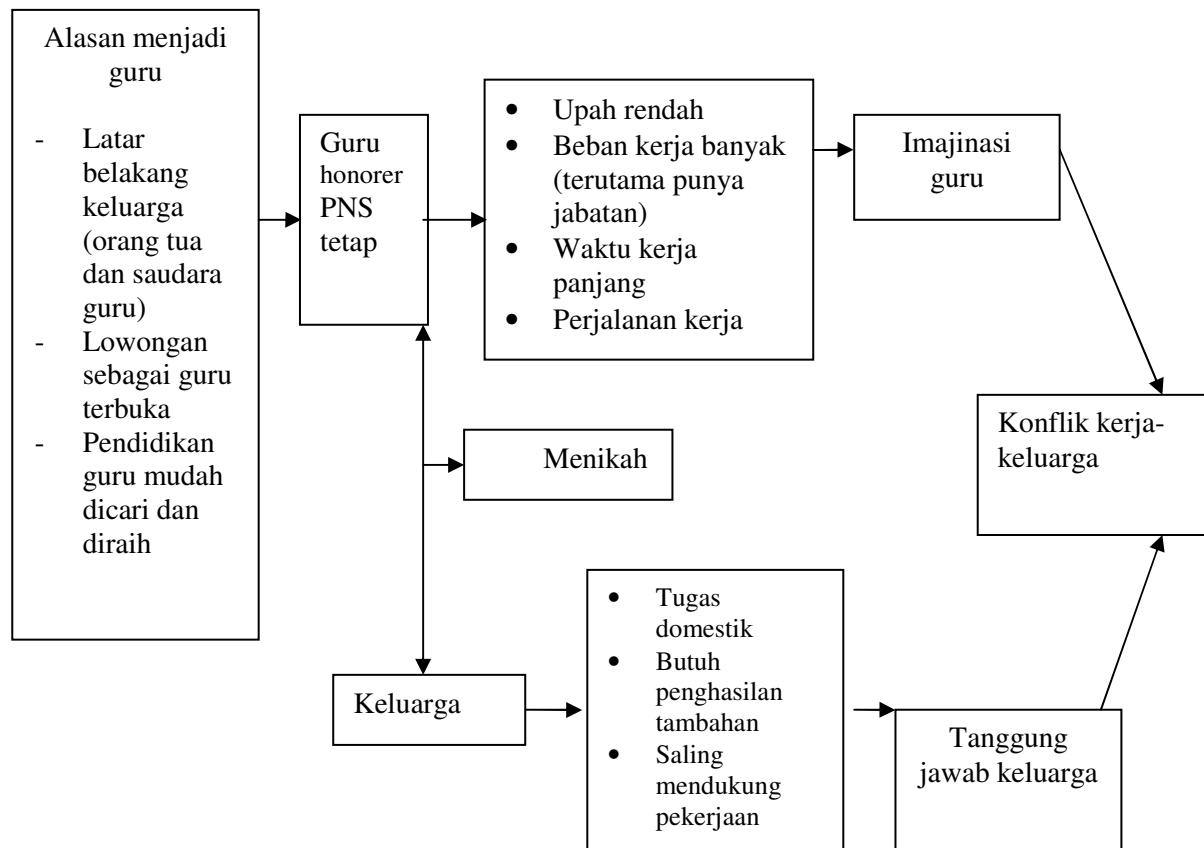 Alasan menjadi
guru
- Latar
belakang
keluarga
(orang tua
dan saudara
guru)
- Lowongan
sebagai guru
terbuka
- Pendidikan
guru mudah
dicari dan
diraih
Guru
honorer
PNS
tetap
• Upah rendah
• Beban kerja banyak
(terutama punya
jabatan)
• Waktu kerja
panjang
• Perjalanan kerja
Imajinasi
guru
Menikah
Konflik kerja-
keluarga
Keluarga
• Tugas
domestik
• Butuh
penghasilan
tambahan
• Saling
mendukung
pekerjaan
Tanggung
jawab keluarga